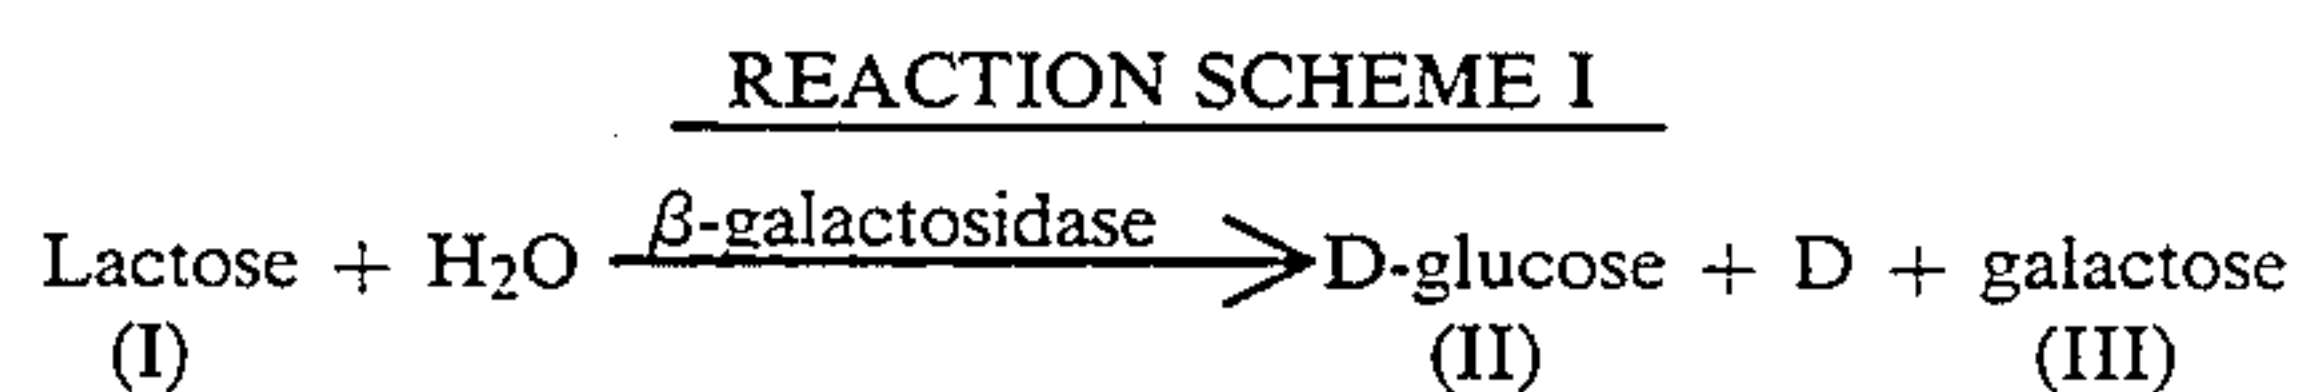 REACTION SCHEME I
β-galactosidase
Lactose + H₂O → D-glucose + D + galactose
(I) (II) (III)